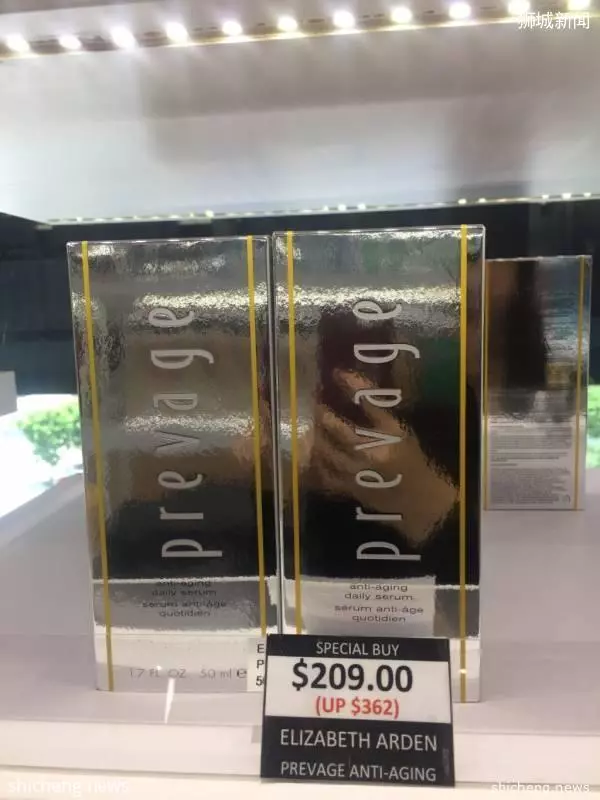 狮城新闻
prevage
anti-aging
daily serum
sérum anti-âge
quotidien
1.7 FL. OZ. 50 ml e
prevage
anti-aging
daily serum
sérum anti-âge
quotidien
E
P
50
SPECIAL BUY
$209.00
(UP $362)
ELIZABETH ARDEN
PREVAGE ANTI-AGING
shicheng.news
shicheng.news